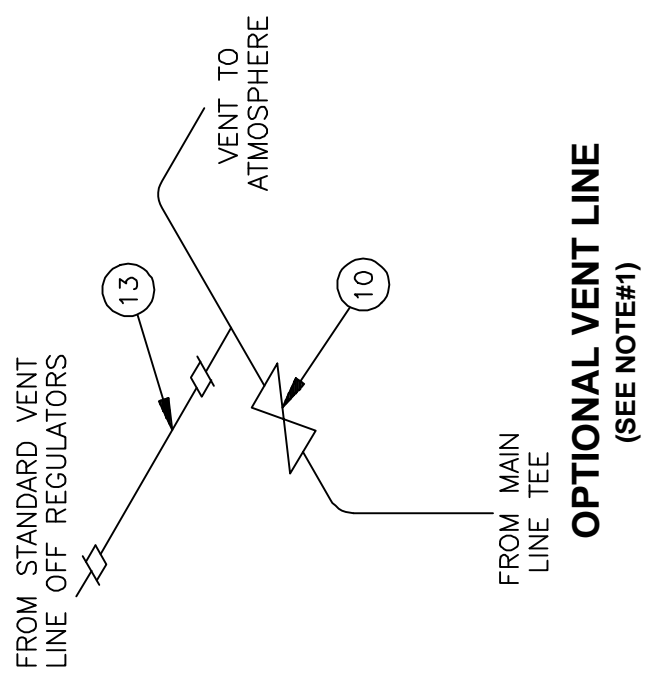 FROM STANDARD VENT
LINE OFF REGULATORS
13
VENT TO
ATMOSPHERE
10
FROM MAIN
LINE TEE
OPTIONAL VENT LINE
(SEE NOTE#1)